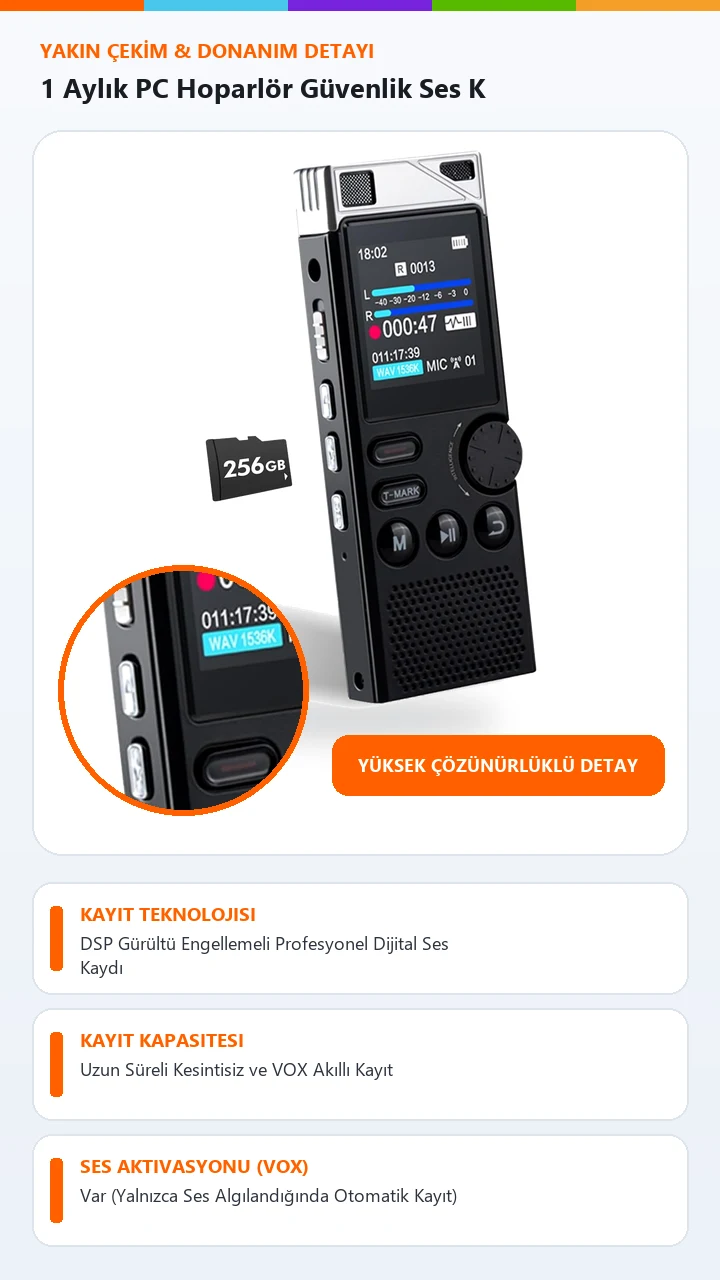 YAKIN ÇEKİM & DONANIM DETAYI
1 Aylık PC Hoparlör Güvenlik Ses K
18:02
R 0013
L
-40 -30 -20 -12 -6 -3 0
R
000:47
011:17:39
WAV 1536K MIC 01
INTELLIGENCE
T-MARK
M
256GB
011:17:39
WAV 1536K
YÜKSEK ÇÖZÜNÜRLÜKLÜ DETAY
KAYIT TEKNOLOJISI
DSP Gürültü Engellemeli Profesyonel Dijital Ses
Kaydı
KAYIT KAPASITESI
Uzun Süreli Kesintisiz ve VOX Akıllı Kayıt
SES AKTIVASYONU (VOX)
Var (Yalnızca Ses Algılandığında Otomatik Kayıt)